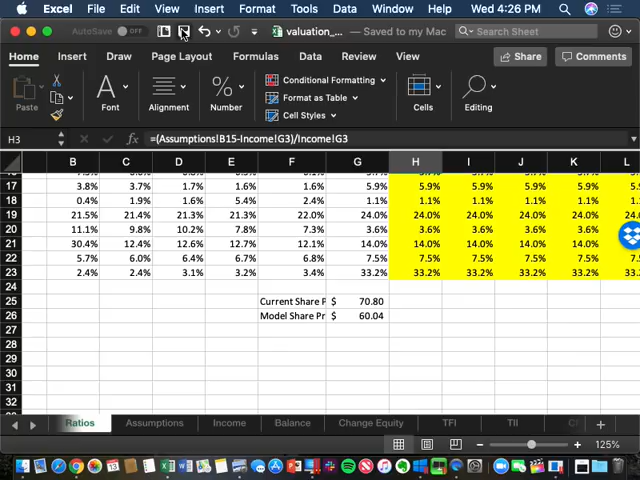 Excel File Edit View Insert Format Tools Data Window Help Wed 4:26 PM
AutoSave OFF valuation_... — Saved to my Mac Search Sheet
Home Insert Draw Page Layout Formulas Data Review View Share Comments
Paste Font Alignment Number Conditional Formatting Format as Table Cell Styles Cells Editing
H3 fx =(Assumptions!B15-Income!G3)/Income!G3
B C D E F G H I J K L
17 3.8% 3.7% 1.7% 1.6% 1.6% 5.9% 5.9% 5.9% 5.9% 5.9% 5.9
18 0.4% 1.9% 1.6% 5.4% 2.4% 1.1% 1.1% 1.1% 1.1% 1.1% 1.1
19 21.5% 21.4% 21.3% 21.3% 22.0% 24.0% 24.0% 24.0% 24.0% 24.0% 24.0
20 11.1% 9.8% 10.2% 7.8% 7.3% 3.6% 3.6% 3.6% 3.6% 3.6%
21 30.4% 12.4% 12.6% 12.7% 12.1% 14.0% 14.0% 14.0% 14.0% 14.0%
22 5.7% 6.0% 6.4% 6.7% 6.8% 7.5% 7.5% 7.5% 7.5% 7.5% 7.5
23 2.4% 2.4% 3.1% 3.2% 3.4% 33.2% 33.2% 33.2% 33.2% 33.2% 33.2
24
25 Current Share P $ 70.80
26 Model Share Pr $ 60.04
27
28
29
30
31
32
Ratios Assumptions Income Balance Change Equity TFI TII
125%